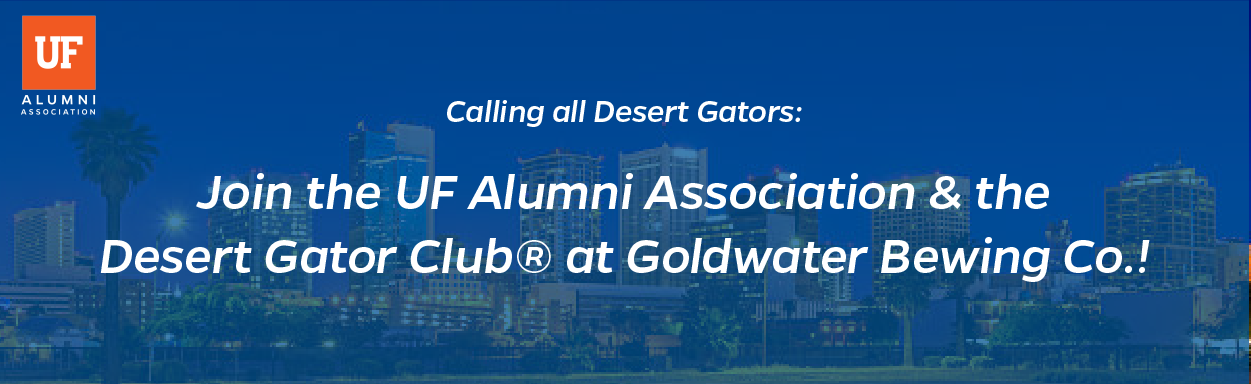 UF
ALUMNI
ASSOCIATION
Calling all Desert Gators:
Join the UF Alumni Association & the
Desert Gator Club® at Goldwater Bewing Co.!